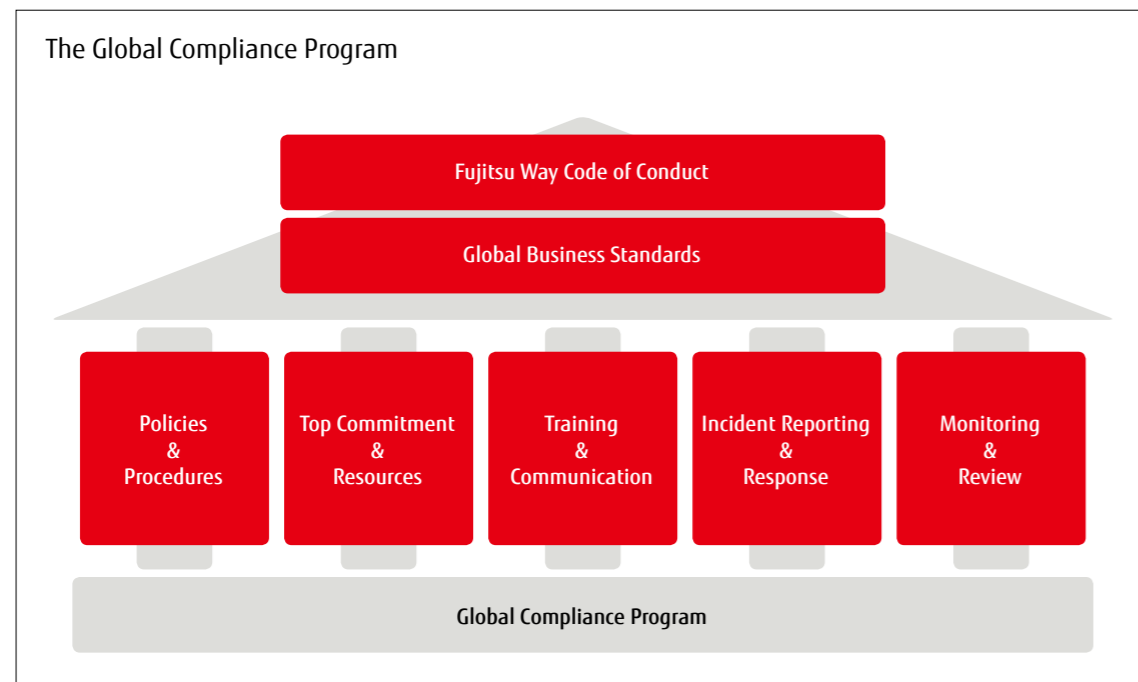 The Global Compliance Program
Fujitsu Way Code of Conduct
Global Business Standards
Policies
&
Procedures
Top Commitment
&
Resources
Training
&
Communication
Incident Reporting
&
Response
Monitoring
&
Review
Global Compliance Program